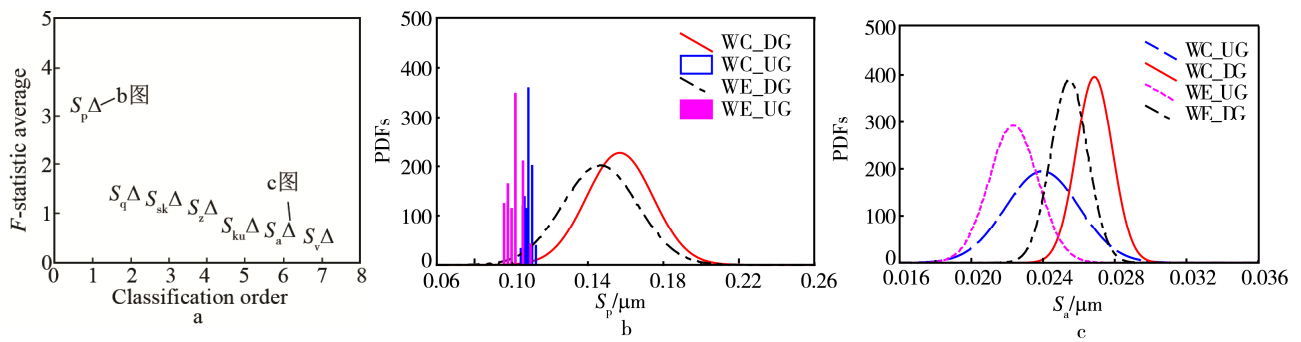 5
4
3
2
1
0
F-statistic average
SpΔ
b图
SqΔ
SskΔ
SzΔ
SkuΔ
SaΔ
SvΔ
c图
0 1 2 3 4 5 6 7 8
Classification order
a
500
400
300
200
100
0
PDFs
WC_DG
WC_UG
WE_DG
WE_UG
0.06 0.10 0.14 0.18 0.22 0.26
Sp/μm
b
500
400
300
200
100
0
PDFs
WC_UG
WC_DG
WE_UG
WE_DG
0.016 0.020 0.024 0.028 0.032 0.036
Sa/μm
c